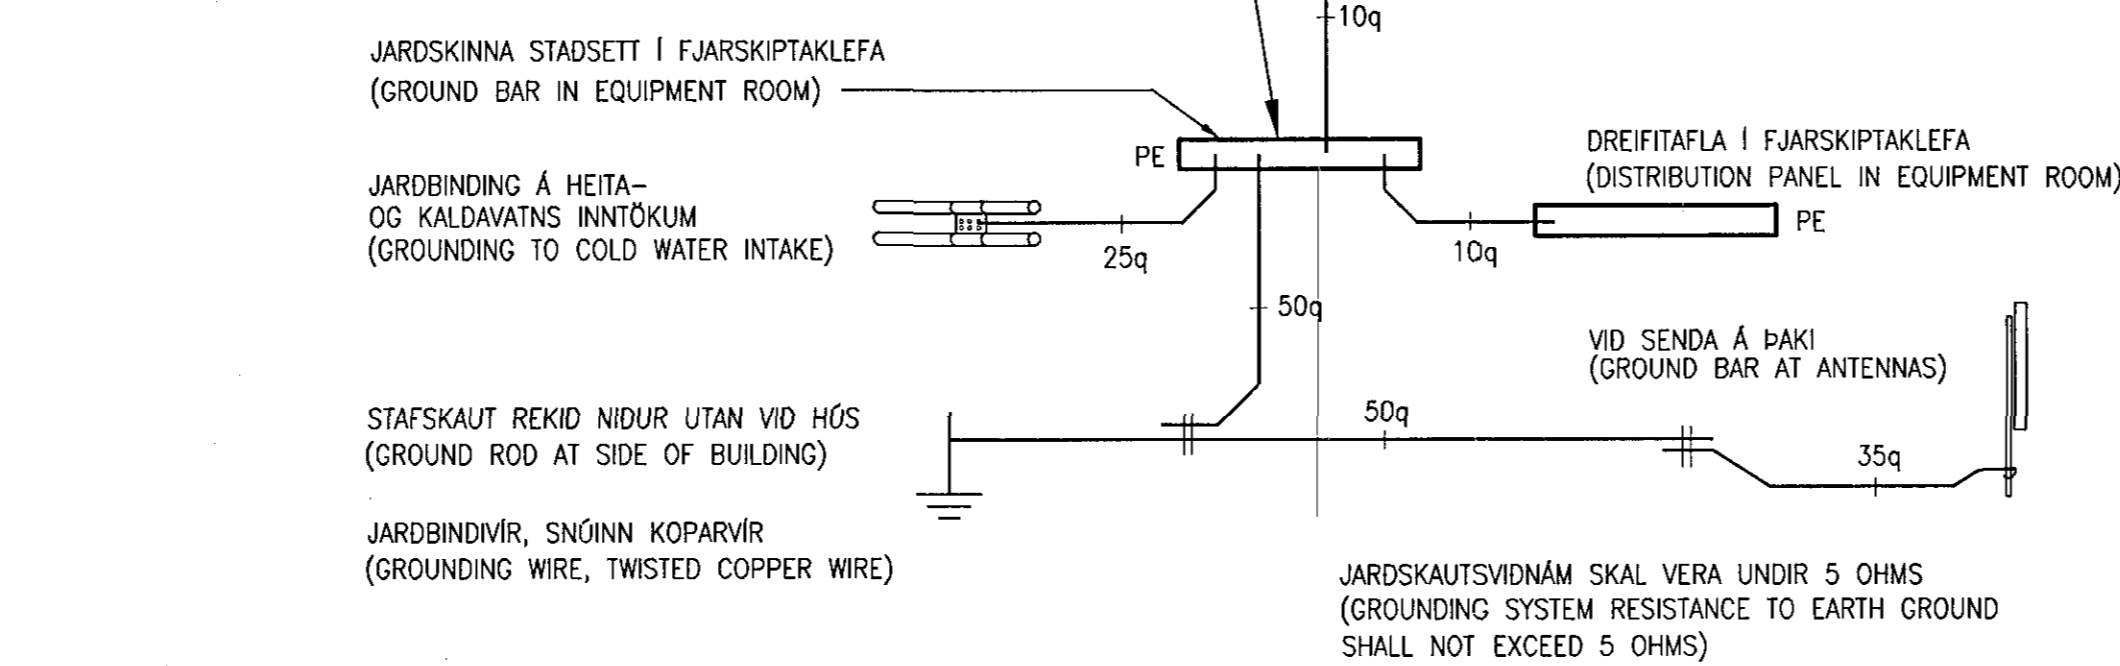 10q
JARDSKINNA STADSETT Í FJARSKIPTAKLEFA
(GROUND BAR IN EQUIPMENT ROOM)
PE
DREIFITAFLA Í FJARSKIPTAKLEFA
(DISTRIBUTION PANEL IN EQUIPMENT ROOM)
PE
JARÐBINDING Á HEITA-
OG KALDAVATNS INNTÖKUM
(GROUNDING TO COLD WATER INTAKE)
25q
10q
50q
VID SENDA Á ÞAKI
(GROUND BAR AT ANTENNAS)
STAFSKAUT REKID NIDUR UTAN VID HÚS
(GROUND ROD AT SIDE OF BUILDING)
50q
35q
JARDBINDIVÍR, SNÚINN KOPARVÍR
(GROUNDING WIRE, TWISTED COPPER WIRE)
JARDSKAUTSVIDNÁM SKAL VERA UNDIR 5 OHMS
(GROUNDING SYSTEM RESISTANCE TO EARTH GROUND
SHALL NOT EXCEED 5 OHMS)